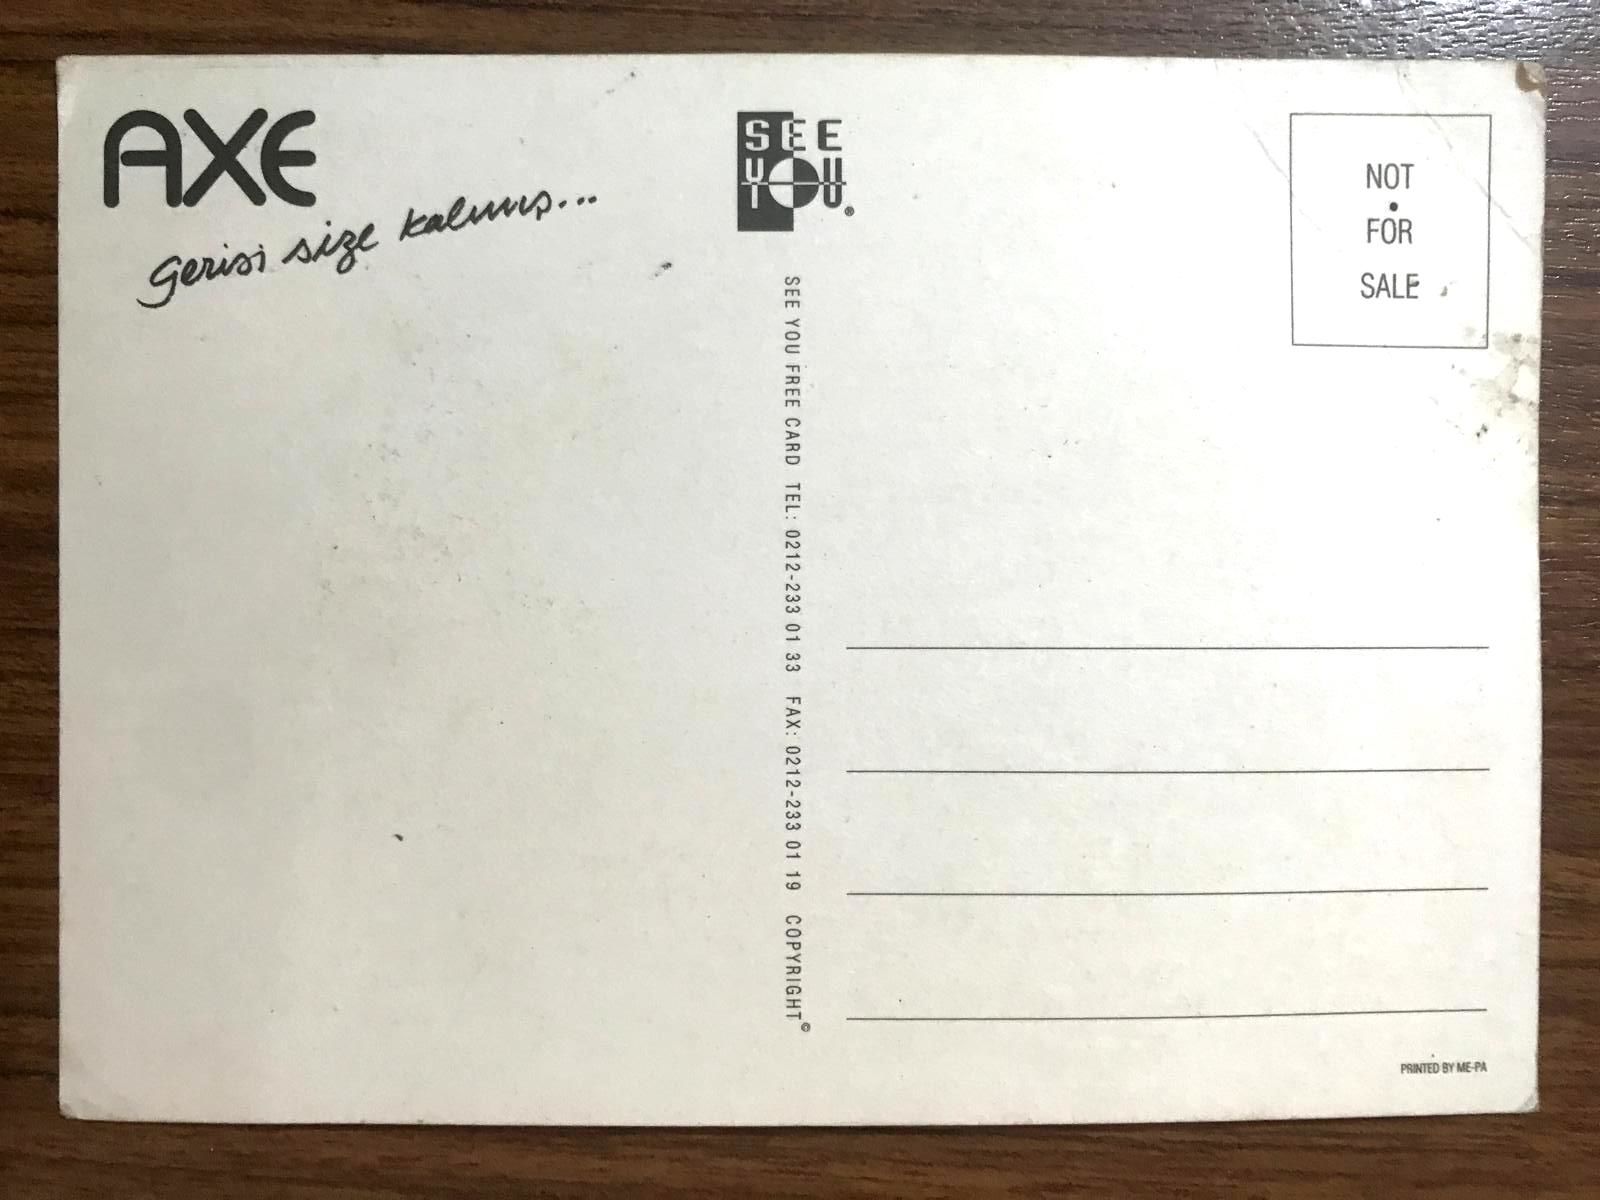 AXE
Gerisi size kalmış...
SEE
YOU®
SEE YOU FREE CARD TEL: 0212-233 01 33 FAX: 0212-233 01 19 COPYRIGHT©
NOT
FOR
SALE
PRINTED BY ME-PA